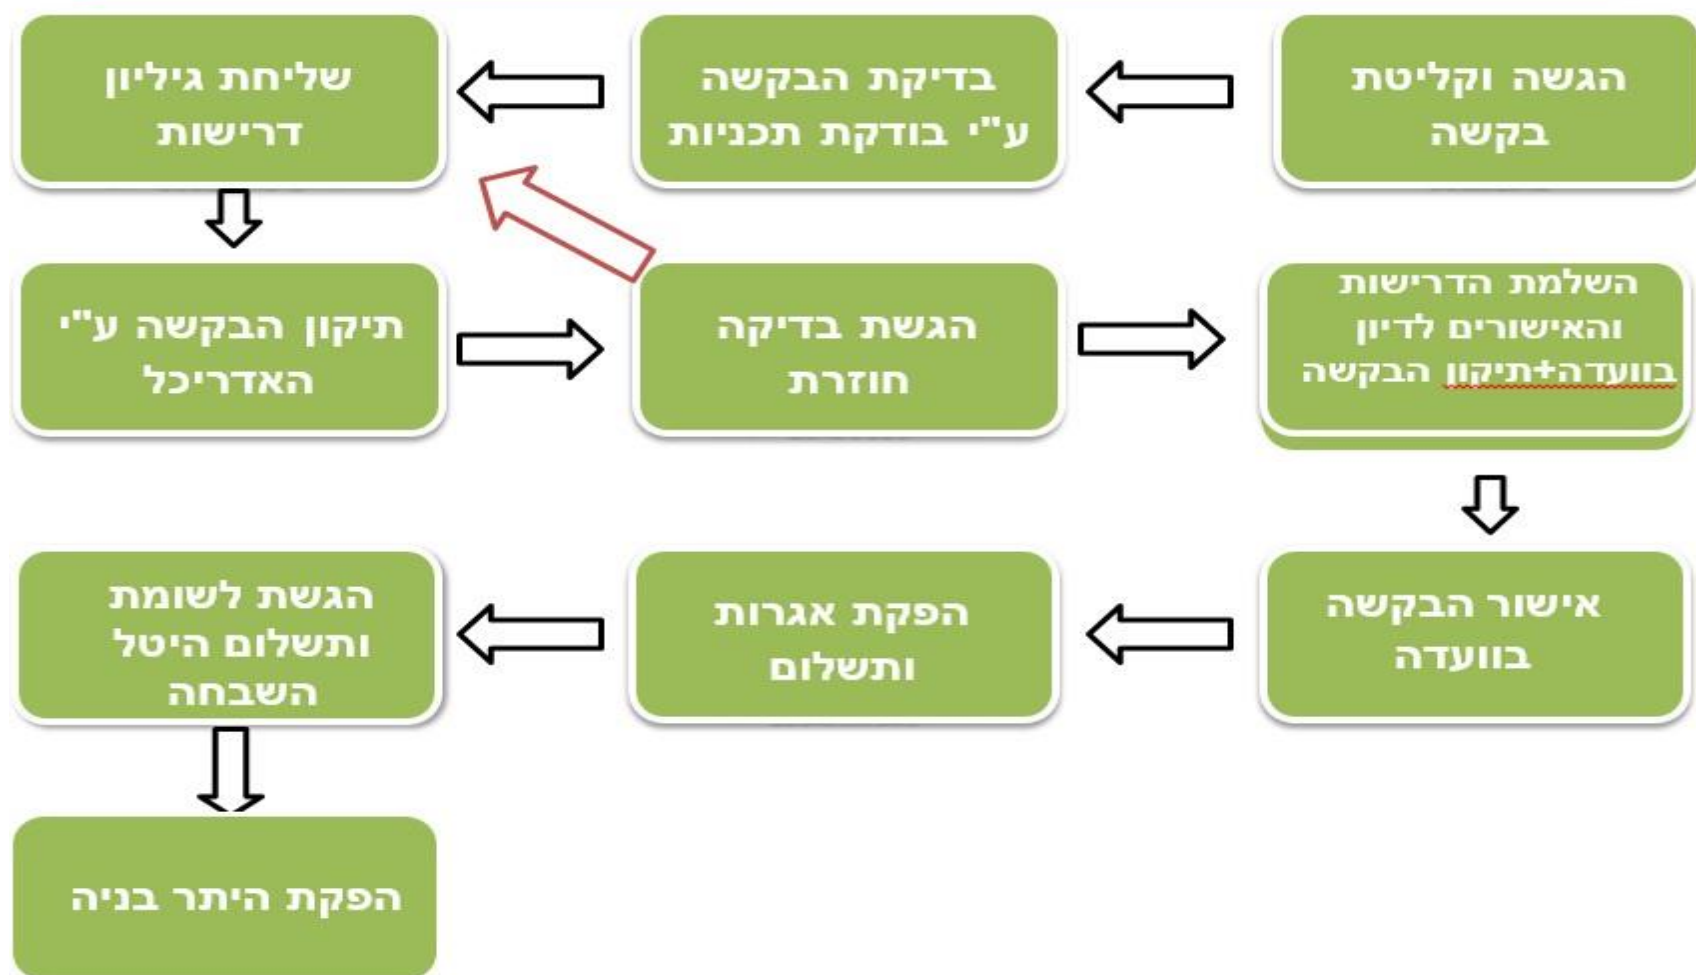 הגשה וקליטת
בקשה
בדיקת הבקשה
ע"י בודקת תכניות
שליחת גיליון
דרישות
תיקון הבקשה ע"י
האדריכל
הגשת בדיקה
חוזרת
השלמת הדרישות
והאישורים לדיון
בוועדה+תיקון הבקשה
אישור הבקשה
בוועדה
הפקת אגרות
ותשלום
הגשת לשומת
ותשלום היטל
השבחה
הפקת היתר בניה